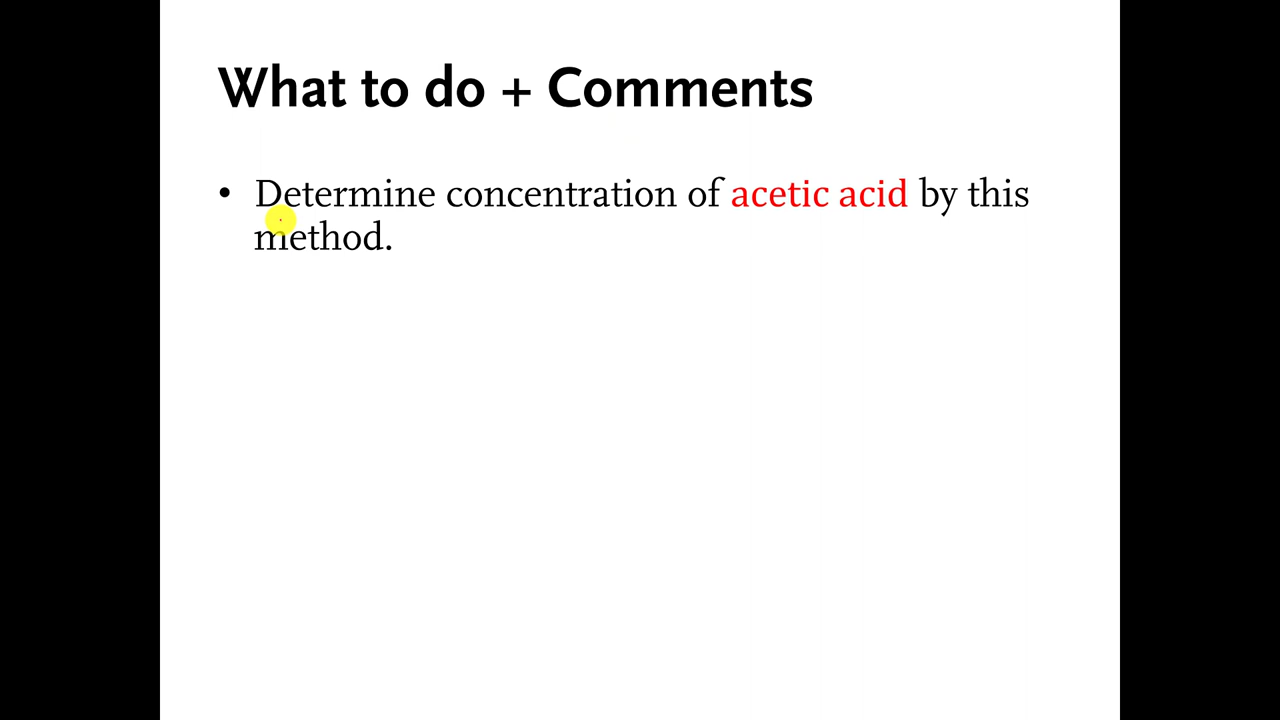 What to do + Comments
• Determine concentration of acetic acid by this
method.